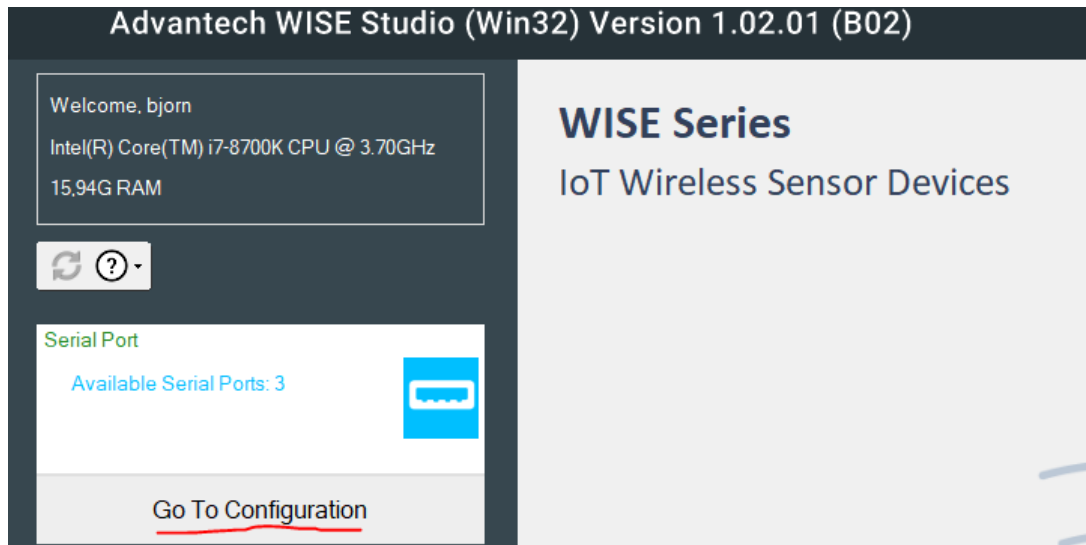 Advantech WISE Studio (Win32) Version 1.02.01 (B02)
Welcome, bjorn
Intel(R) Core(TM) i7-8700K CPU @ 3.70GHz
15,94G RAM
?
Serial Port
Available Serial Ports: 3
Go To Configuration
WISE Series
IoT Wireless Sensor Devices